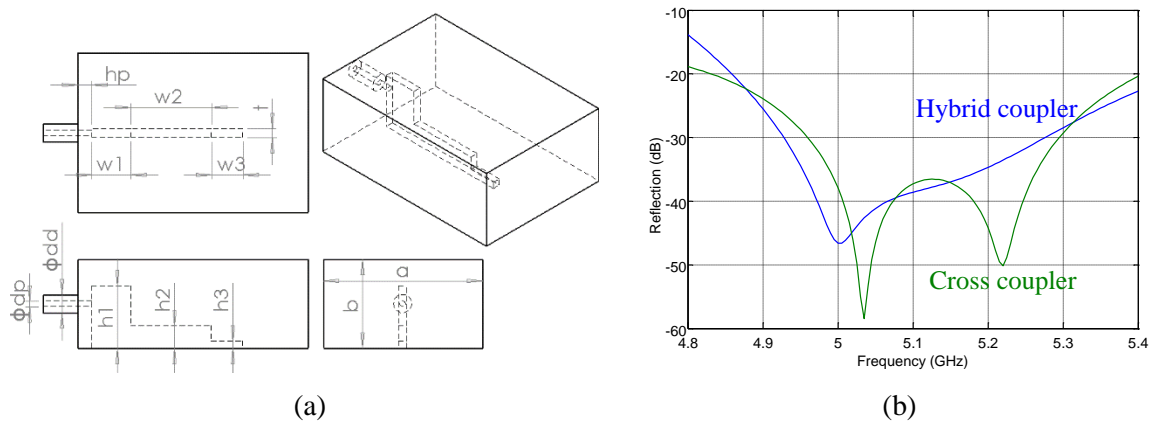 hp
w2
t
w1
w3
ϕdd
ϕdp
h1
h2
h3
a
b
(a)
-10
-20
-30
-40
-50
-60
Reflection (dB)
Hybrid coupler
Cross coupler
4.8
4.9
5
5.1
5.2
5.3
5.4
Frequency (GHz)
(b)